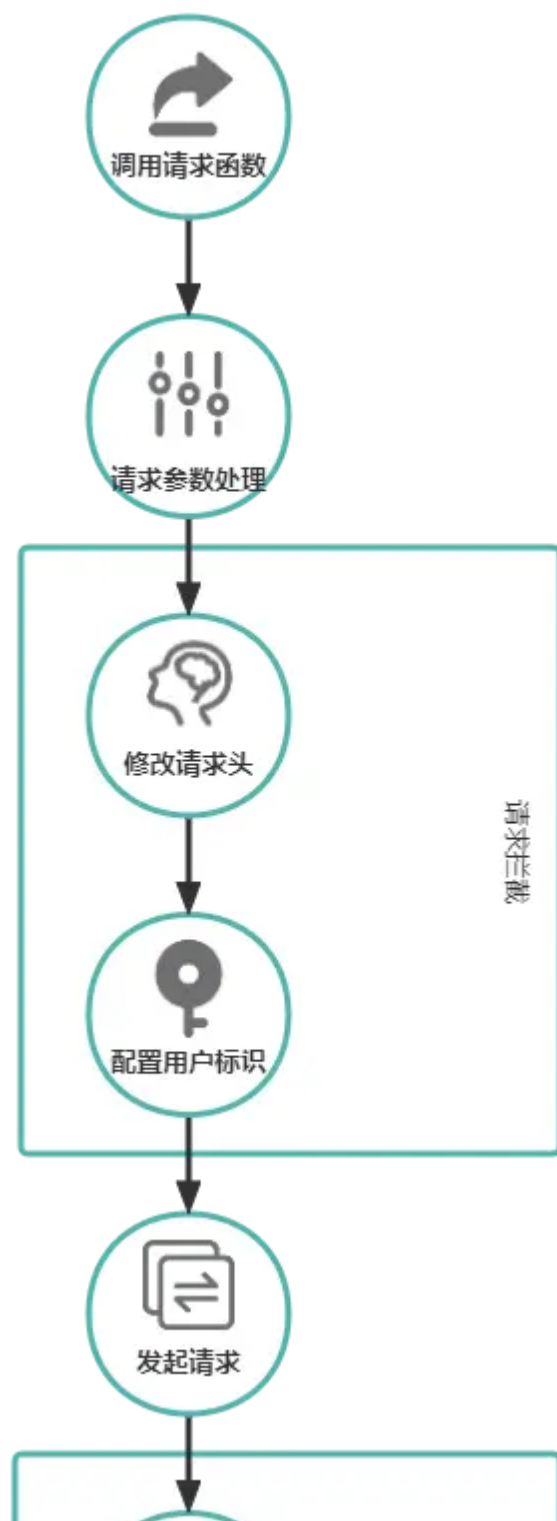 调用请求函数
请求参数处理
修改请求头
请求拦截
配置用户标识
发起请求